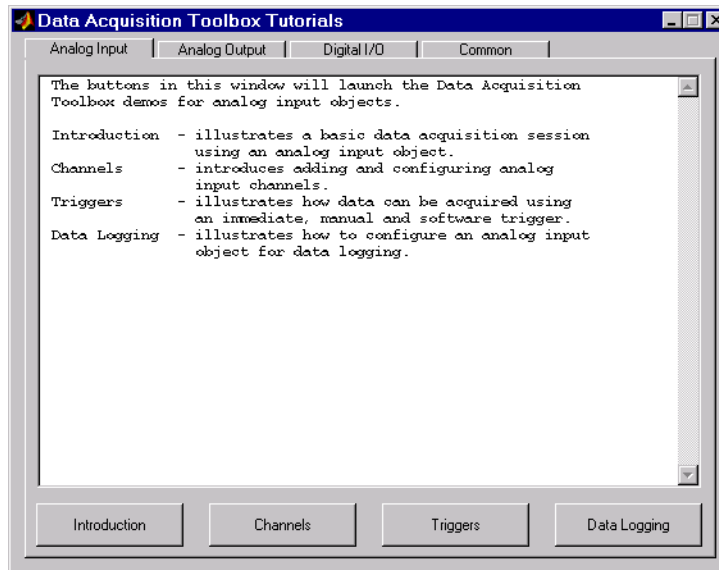 Data Acquisition Toolbox Tutorials
Analog Input Analog Output Digital I/O Common
The buttons in this window will launch the Data Acquisition
Toolbox demos for analog input objects.
Introduction - illustrates a basic data acquisition session
using an analog input object.
Channels - introduces adding and configuring analog
input channels.
Triggers - illustrates how data can be acquired using
an immediate, manual and software trigger.
Data Logging - illustrates how to configure an analog input
object for data logging.
Introduction Channels Triggers Data Logging